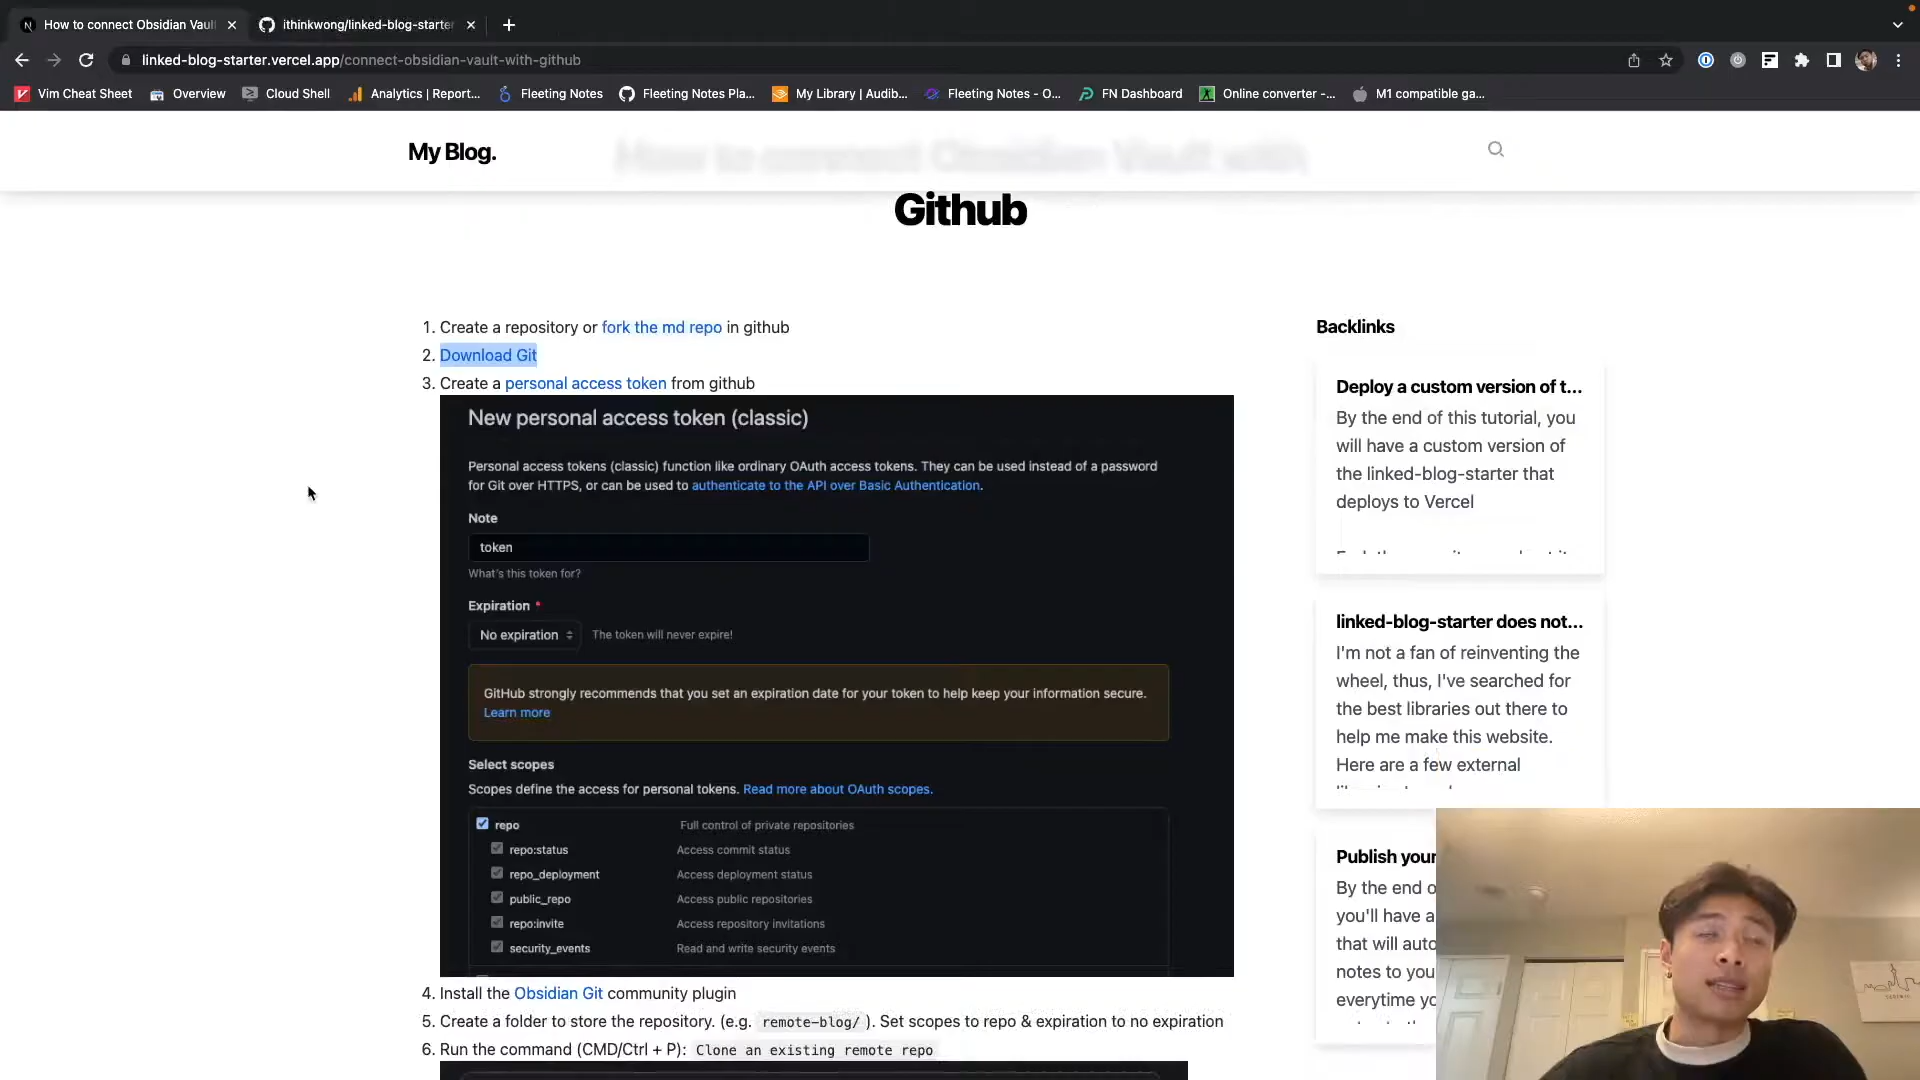 How to connect Obsidian Vault
ithinkwong/linked-blog-starter
linked-blog-starter.vercel.app/connect-obsidian-vault-with-github
Vim Cheat Sheet
Overview
Cloud Shell
Analytics | Report...
Fleeting Notes
Fleeting Notes Pla...
My Library | Audib...
Fleeting Notes - O...
FN Dashboard
Online converter -...
M1 compatible ga...
My Blog.
How to connect Obsidian Vault with
Github
1. Create a repository or fork the md repo in github
2. Download Git
3. Create a personal access token from github
New personal access token (classic)
Personal access tokens (classic) function like ordinary OAuth access tokens. They can be used instead of a password
for Git over HTTPS, or can be used to authenticate to the API over Basic Authentication.
Note
token
What's this token for?
Expiration *
No expiration The token will never expire!
GitHub strongly recommends that you set an expiration date for your token to help keep your information secure.
Learn more
Select scopes
Scopes define the access for personal tokens. Read more about OAuth scopes.
repo Full control of private repositories
repo:status Access commit status
repo_deployment Access deployment status
public_repo Access public repositories
repo:invite Access repository invitations
security_events Read and write security events
4. Install the Obsidian Git community plugin
5. Create a folder to store the repository. (e.g. remote-blog/ ). Set scopes to repo & expiration to no expiration
6. Run the command (CMD/Ctrl + P): Clone an existing remote repo
Backlinks
Deploy a custom version of t...
By the end of this tutorial, you
will have a custom version of
the linked-blog-starter that
deploys to Vercel
linked-blog-starter does not...
I'm not a fan of reinventing the
wheel, thus, I've searched for
the best libraries out there to
help me make this website.
Here are a few external
Publish your
By the end o
you'll have a
that will auto
notes to you
everytime yo